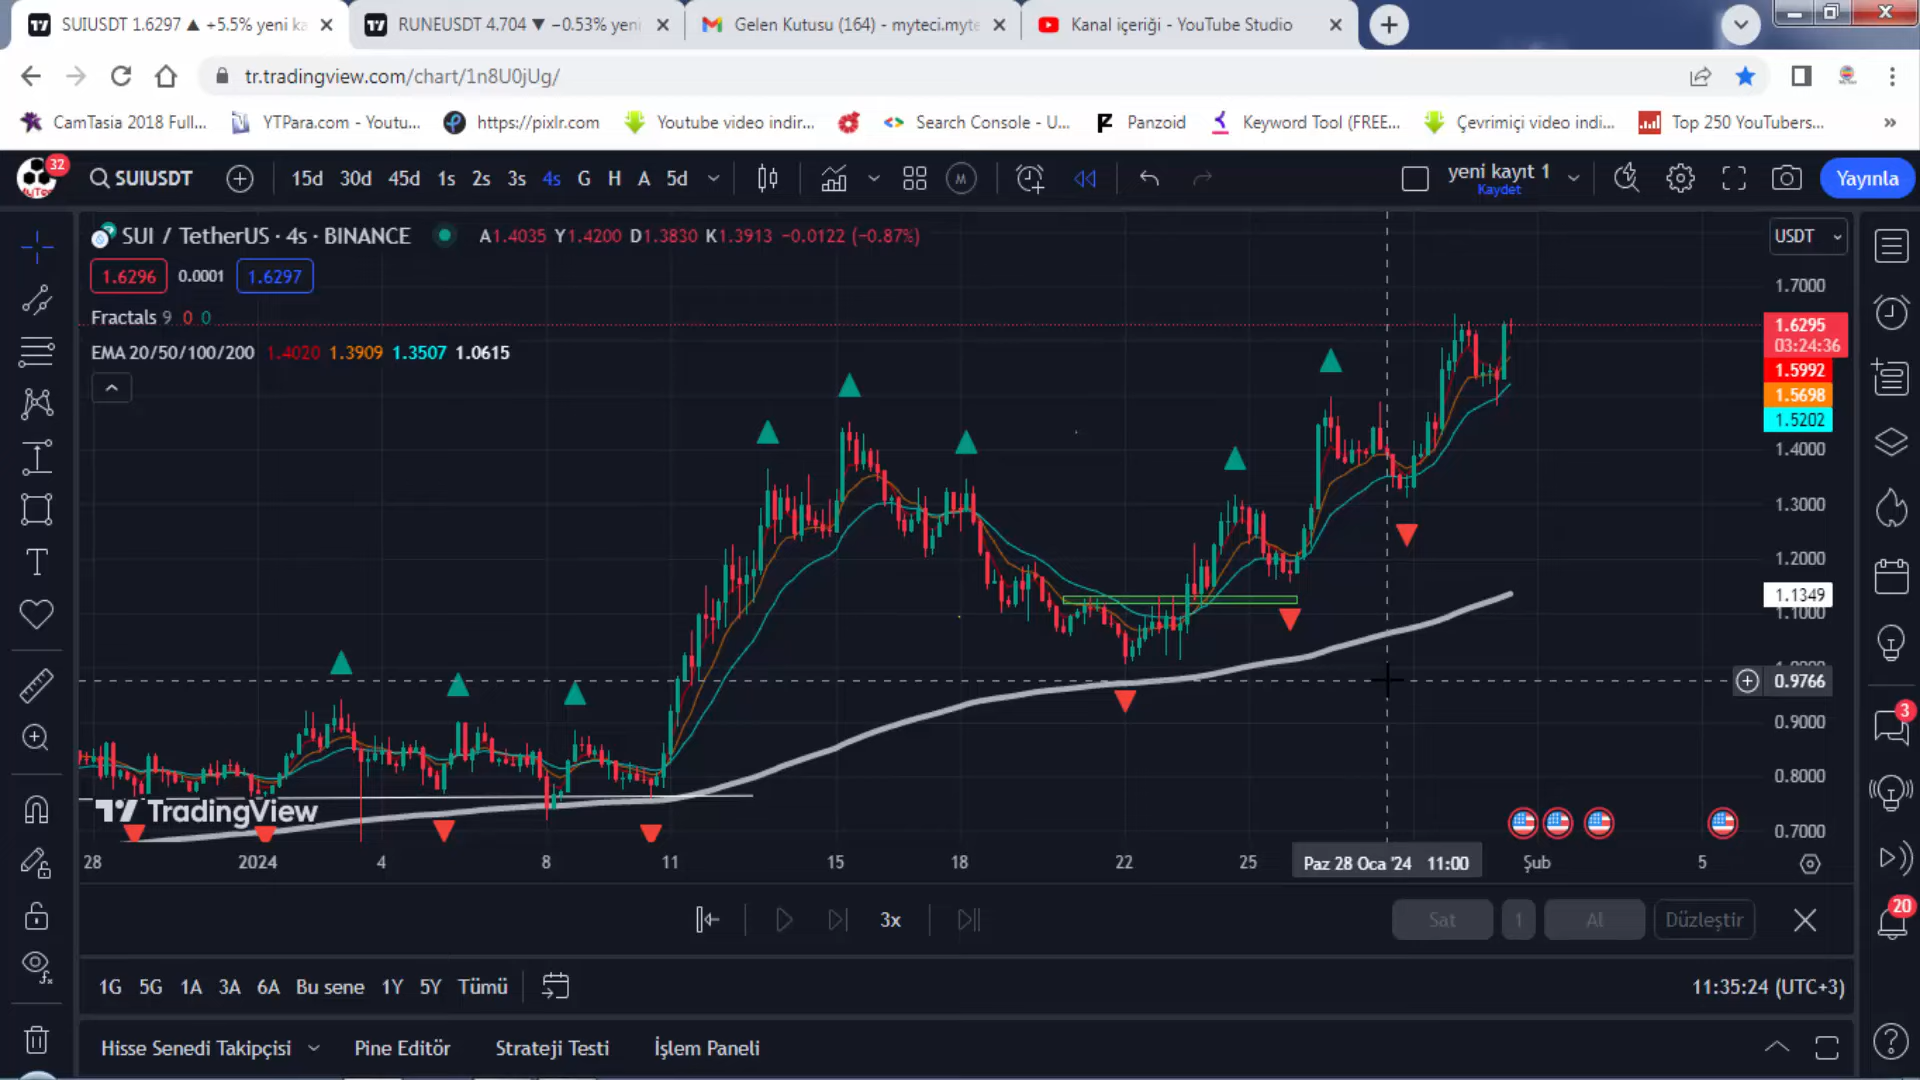 SUIUSDT 1.6297 ▲ +5.5% yeni ka
RUNEUSDT 4.704 ▼ −0.53% yeni
Gelen Kutusu (164) - myteci.myte
Kanal içeriği - YouTube Studio
tr.tradingview.com/chart/1n8U0jUg/
CamTasia 2018 Full...
YTPara.com - Youtu...
https://pixlr.com
Youtube video indir...
Search Console - U...
Panzoid
Keyword Tool (FREE...
Çevrimiçi video indi...
Top 250 YouTubers...
»
32
SUIUSDT
15d 30d 45d 1s 2s 3s 4s G H A 5d
M
yeni kayıt 1
Kaydet
Yayınla
SUI / TetherUS · 4s · BINANCE
A1.4035 Y1.4200 D1.3830 K1.3913 −0.0122 (−0.87%)
USDT
1.6296 0.0001 1.6297
Fractals 9 0 0
EMA 20/50/100/200 1.4020 1.3909 1.3507 1.0615
1.7000
1.6295
03:24:36
1.5992
1.5698
1.5202
1.4000
1.3000
1.2000
1.1349
1.1000
0.9766
0.9000
0.8000
0.7000
TradingView
28 2024 4 8 11 15 18 22 25 Paz 28 Oca '24 11:00 Şub 5
3x
Sat 1 Al Düzleştir
1G 5G 1A 3A 6A Bu sene 1Y 5Y Tümü
11:35:24 (UTC+3)
Hisse Senedi Takipçisi
Pine Editör
Strateji Testi
İşlem Paneli
3
20